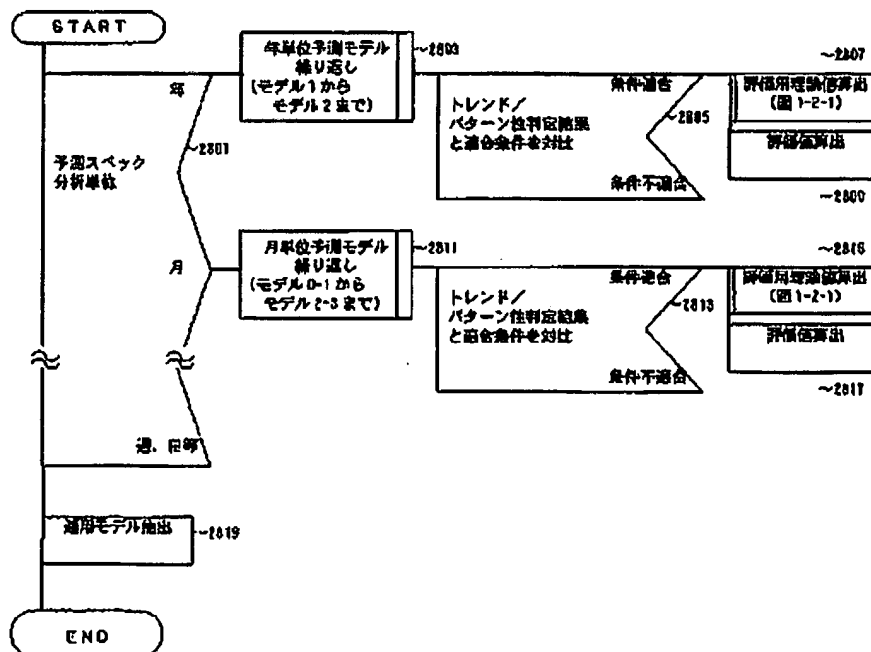 START
年単位予測モデル
繰り返し
(モデル1から
モデル2まで)
~2803
年
~2801
予測スペック
分析単位
トレンド/
パターン性判定結果
と適合条件を対比
条件適合
~2805
条件不適合
~2807
評価用理論値算出
(図1-2-1)
評価値算出
~2809
月
月単位予測モデル
繰り返し
(モデル0-1から
モデル2-3まで)
~2811
トレンド/
パターン性判定結果
と適合条件を対比
条件適合
~2813
条件不適合
評価用理論値算出
(図1-2-1)
評価値算出
~2817
週、日等
適用モデル抽出
~2819
END